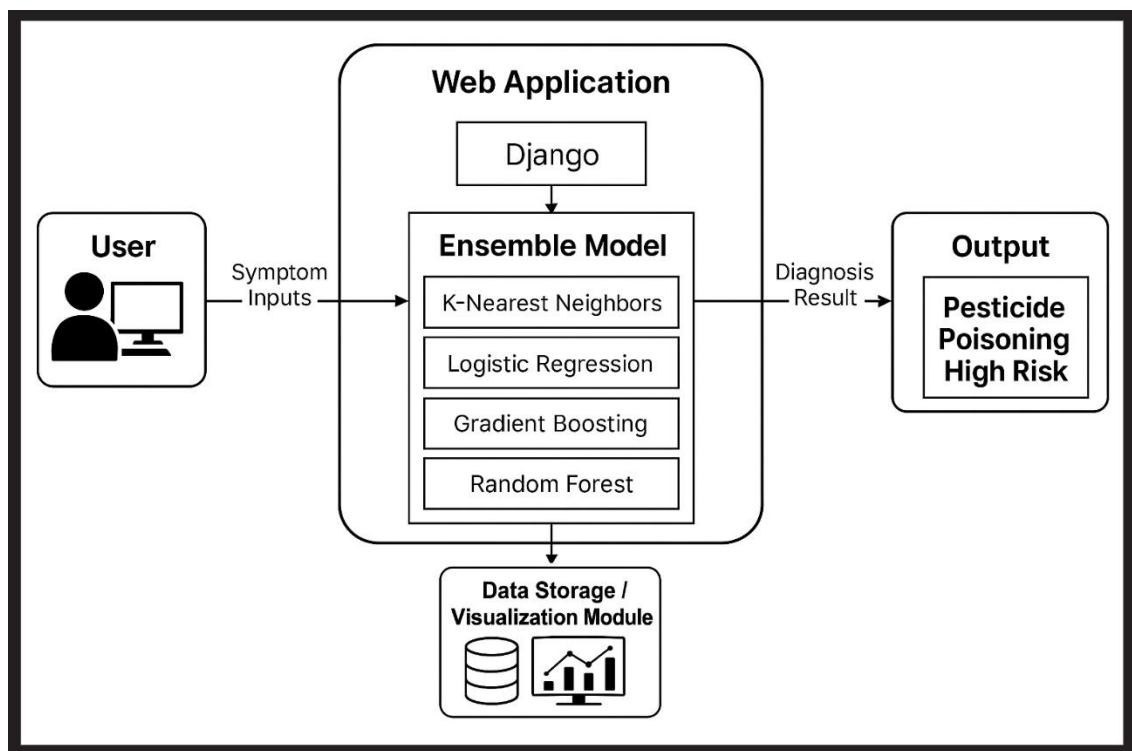 Web Application
Django
User
Symptom
Inputs
Ensemble Model
K-Nearest Neighbors
Logistic Regression
Gradient Boosting
Random Forest
Diagnosis
Result
Output
Pesticide
Poisoning
High Risk
Data Storage /
Visualization Module